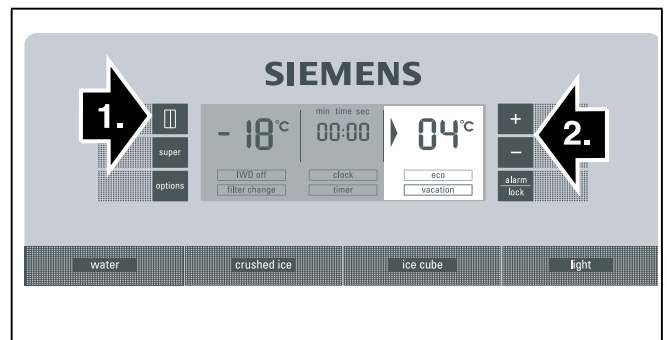 SIEMENS
1.
super
options
- 18°C
min time sec
00:00
04°C
IWD off
clock
eco
filter change
timer
vacation
+
2.
-
alarm
lock
water
crushed ice
ice cube
light